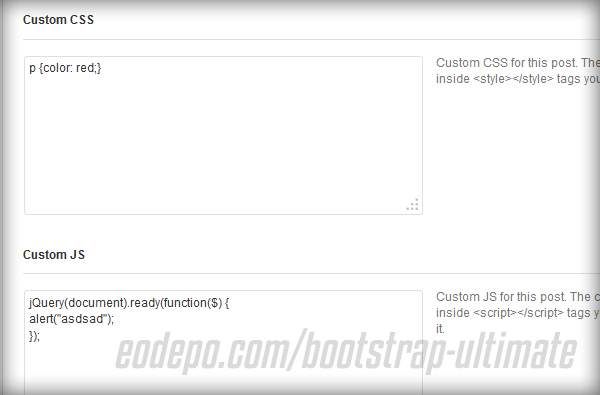 Custom CSS
p {color: red;}
Custom CSS for this post. The
inside <style></style> tags you
Custom JS
jQuery(document).ready(function($) {
alert("asdsad");
});
Custom JS for this post. The c
inside <script></script> tags y
it.
eodepo.com/bootstrap-ultimate